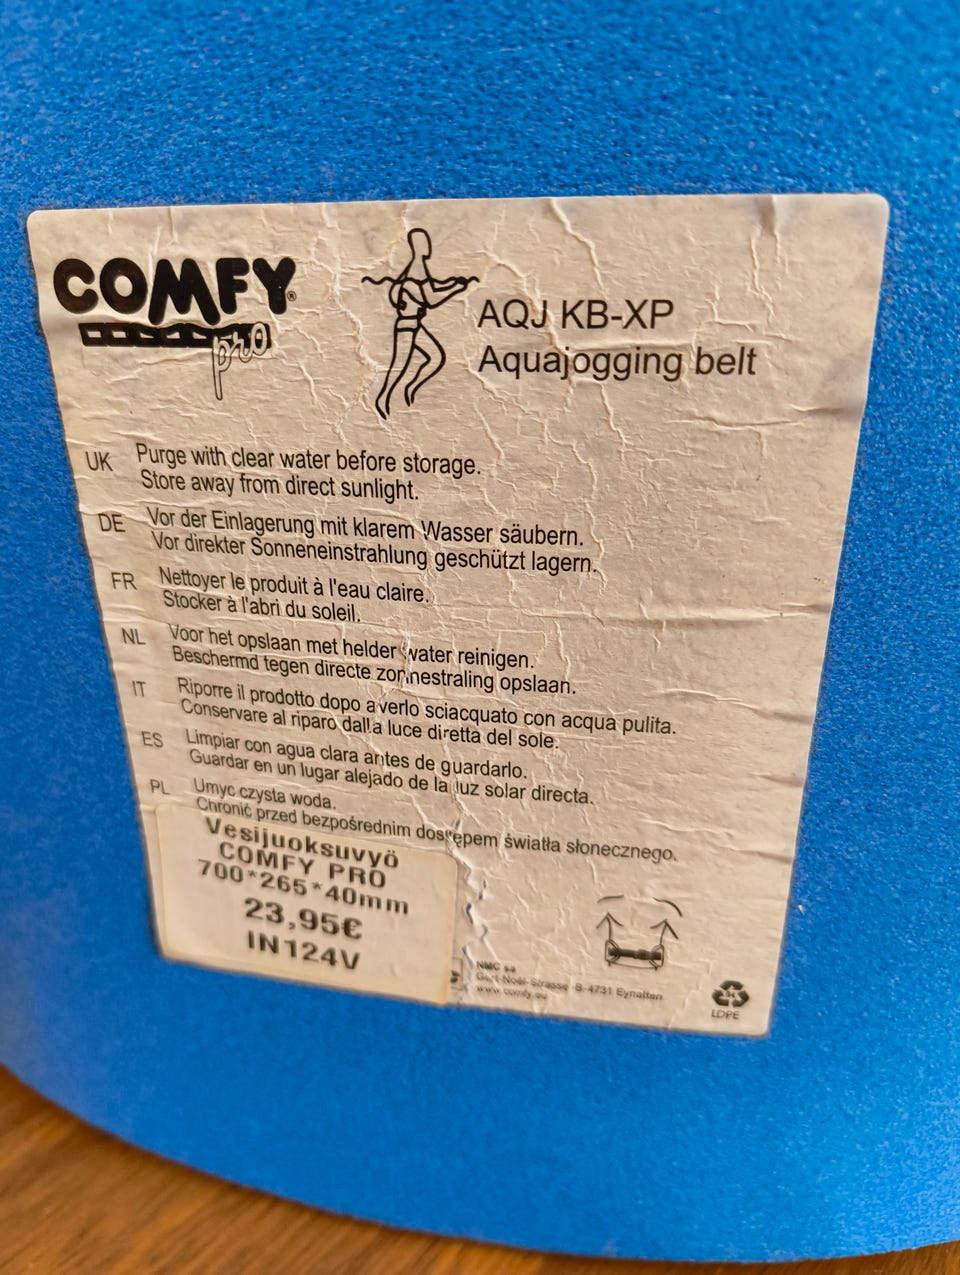 COMFY®
pro
AQJ KB-XP
Aquajogging belt
UK Purge with clear water before storage.
Store away from direct sunlight.
DE Vor der Einlagerung mit klarem Wasser säubern.
Vor direkter Sonneneinstrahlung geschützt lagern.
FR Nettoyer le produit à l'eau claire.
Stocker à l'abri du soleil.
NL Voor het opslaan met helder water reinigen.
Beschermd tegen directe zonnestraling opslaan.
IT Riporre il prodotto dopo averlo sciacquato con acqua pulita.
Conservare al riparo dalla luce diretta del sole.
ES Limpiar con agua clara antes de guardarlo.
Guardar en un lugar alejado de la luz solar directa.
PL Umyc czysta woda.
Chronić przed bezpośrednim dostępem światła słonecznego.
Vesijuoksuvyö
COMFY PRO
700*265*40mm
23,95€
IN124V
NMC sa
Gert-Noël-Strasse B-4731 Eynatten
www.comfy.eu
LDPE